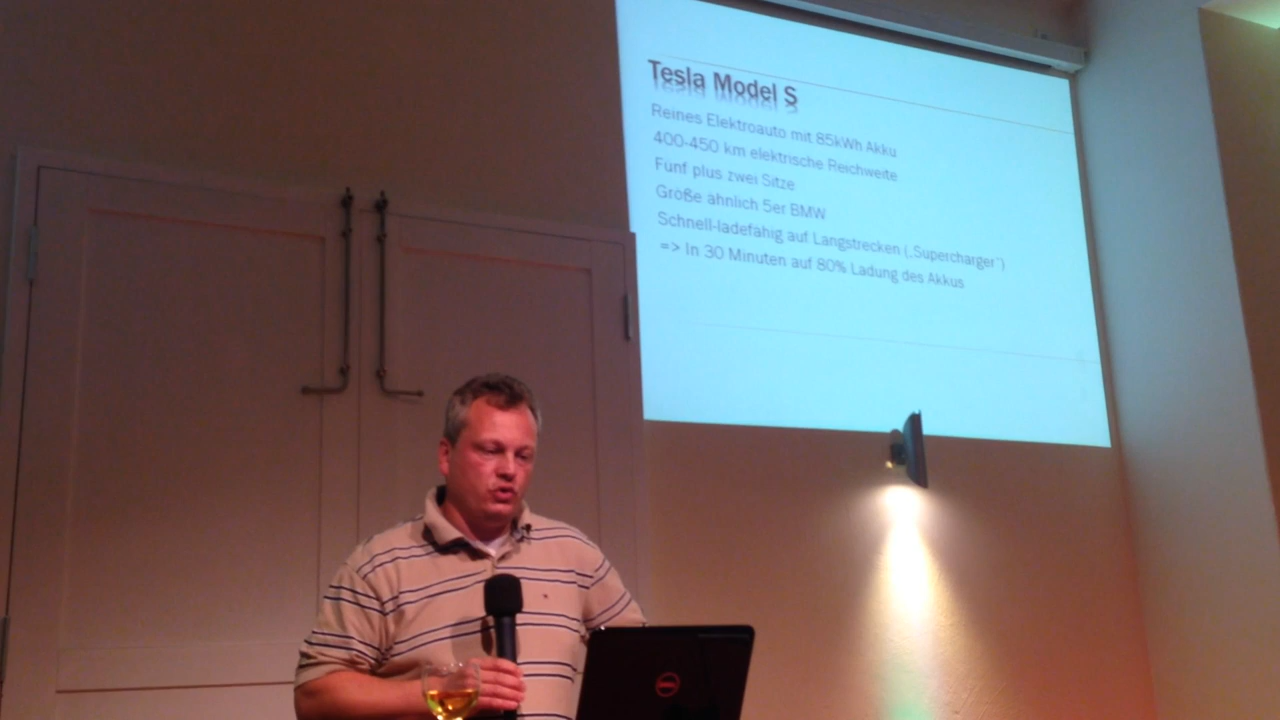 Tesla Model S
Reines Elektroauto mit 85kWh Akku
400-450 km elektrische Reichweite
Fünf plus zwei Sitze
Größe ähnlich 5er BMW
Schnell-ladefähig auf Langstrecken („Supercharger“)
=> In 30 Minuten auf 80% Ladung des Akkus
DELL